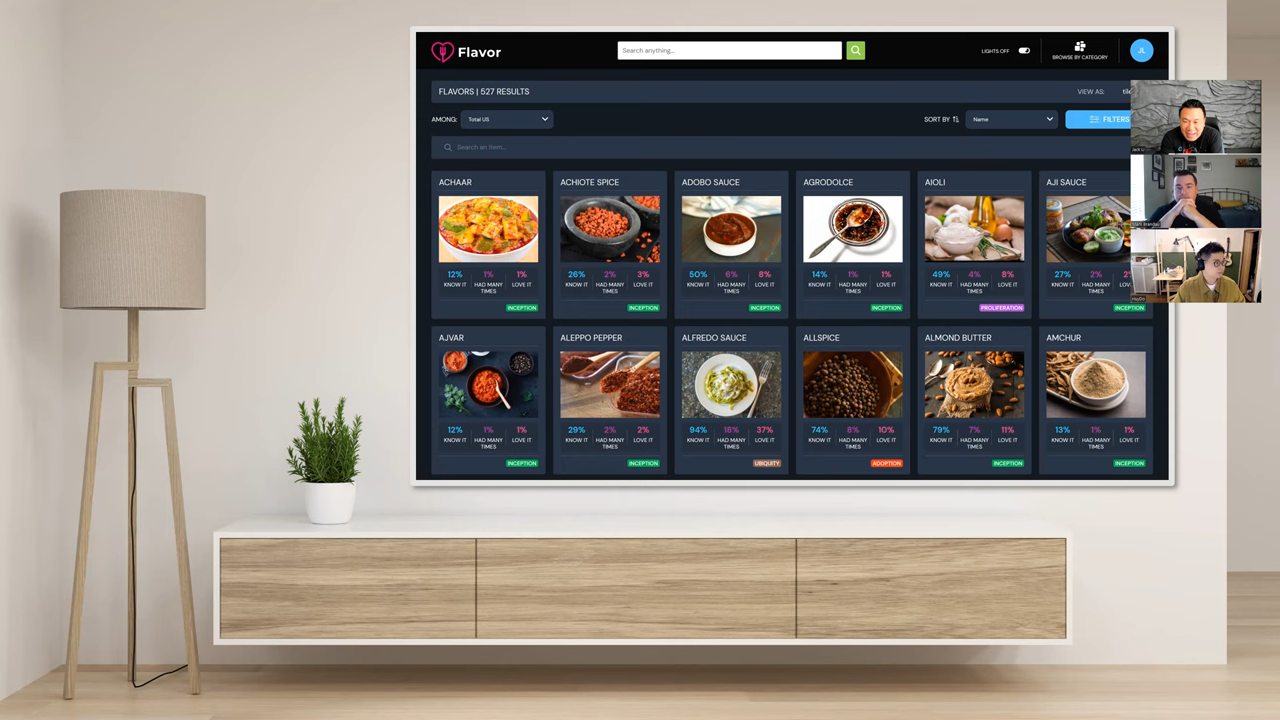 Flavor
Search anything...
LIGHTS OFF
BROWSE BY CATEGORY
JL
FLAVORS | 527 RESULTS
VIEW AS:
AMONG: Total US
SORT BY Name
FILTERS
Search an item...
ACHAAR
ACHIOTE SPICE
ADOBO SAUCE
AGRODOLCE
AIOLI
AJI SAUCE
12% 1% 1%
KNOW IT HAD MANY TIMES LOVE IT
INCEPTION
26% 2% 3%
KNOW IT HAD MANY TIMES LOVE IT
INCEPTION
50% 6% 8%
KNOW IT HAD MANY TIMES LOVE IT
INCEPTION
14% 1% 1%
KNOW IT HAD MANY TIMES LOVE IT
INCEPTION
49% 4% 8%
KNOW IT HAD MANY TIMES LOVE IT
PROLIFERATION
27% 2%
KNOW IT HAD MANY TIMES
INCEPTION
Jack Li
AJVAR
ALEPPO PEPPER
ALFREDO SAUCE
ALLSPICE
ALMOND BUTTER
AMCHUR
12% 1% 1%
KNOW IT HAD MANY TIMES LOVE IT
INCEPTION
29% 2% 2%
KNOW IT HAD MANY TIMES LOVE IT
INCEPTION
94% 18% 37%
KNOW IT HAD MANY TIMES LOVE IT
UBIQUITY
74% 8% 10%
KNOW IT HAD MANY TIMES LOVE IT
ADOPTION
79% 7% 11%
KNOW IT HAD MANY TIMES LOVE IT
INCEPTION
13% 1% 1%
KNOW IT HAD MANY TIMES LOVE IT
INCEPTION